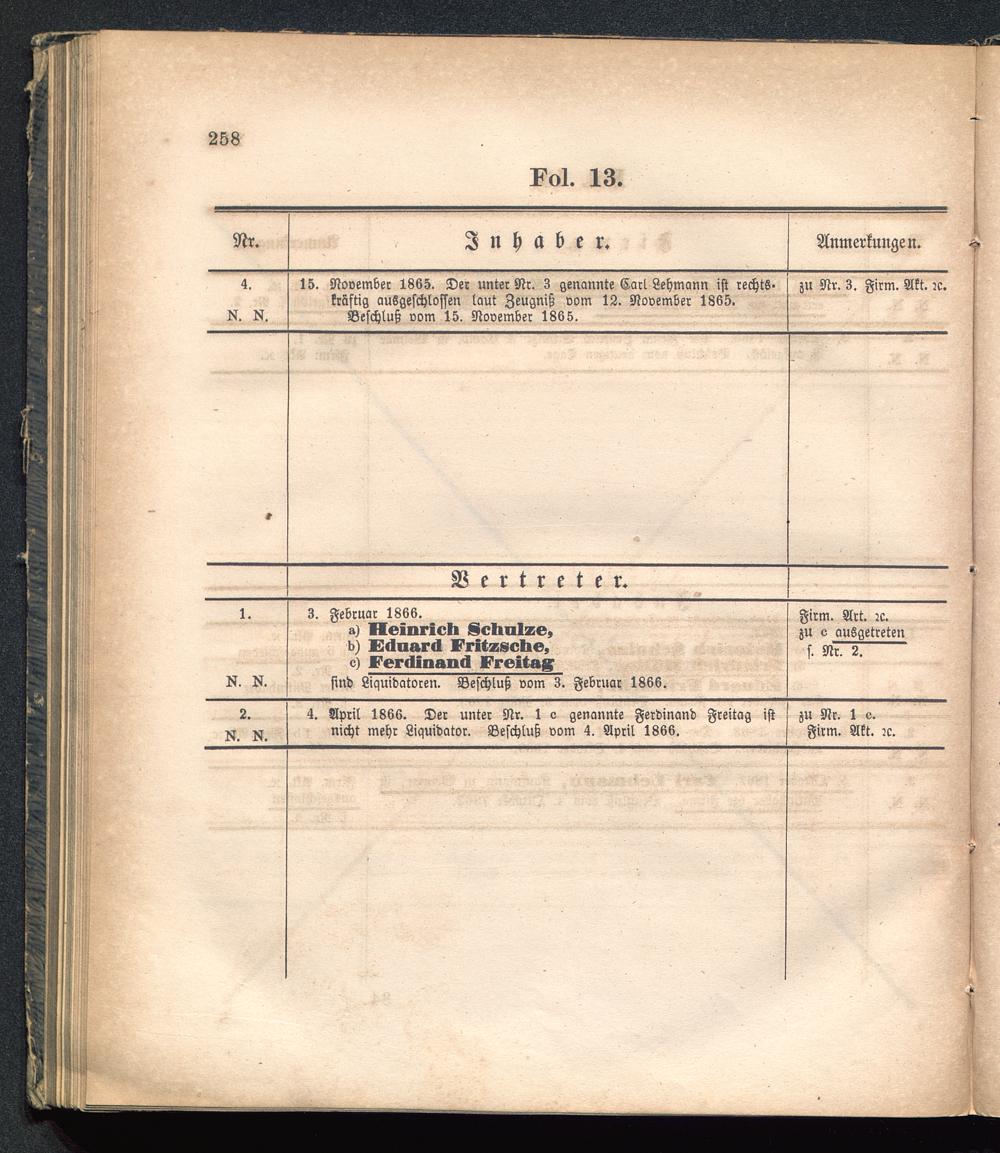 258
Fol. 13.
Nr. Inhaber. Anmerkungen.
4. 15. November 1865. Der unter Nr. 3 genannte Carl Lehmann ist rechts- zu Nr. 3. Firm. Akt. ꝛc.
kräftig ausgeschlossen laut Zeugniß vom 12. November 1865.
N. N. Beschluß vom 15. November 1865.
Vertreter.
1. 3. Februar 1866. Firm. Art. ꝛc.
a) Heinrich Schulze, zu c ausgetreten
b) Eduard Fritzsche, s. Nr. 2.
c) Ferdinand Freitag
N. N. sind Liquidatoren. Beschluß vom 3. Februar 1866.
2. 4. April 1866. Der unter Nr. 1 c genannte Ferdinand Freitag ist zu Nr. 1 c.
N. N. nicht mehr Liquidator. Beschluß vom 4. April 1866. Firm. Akt. ꝛc.